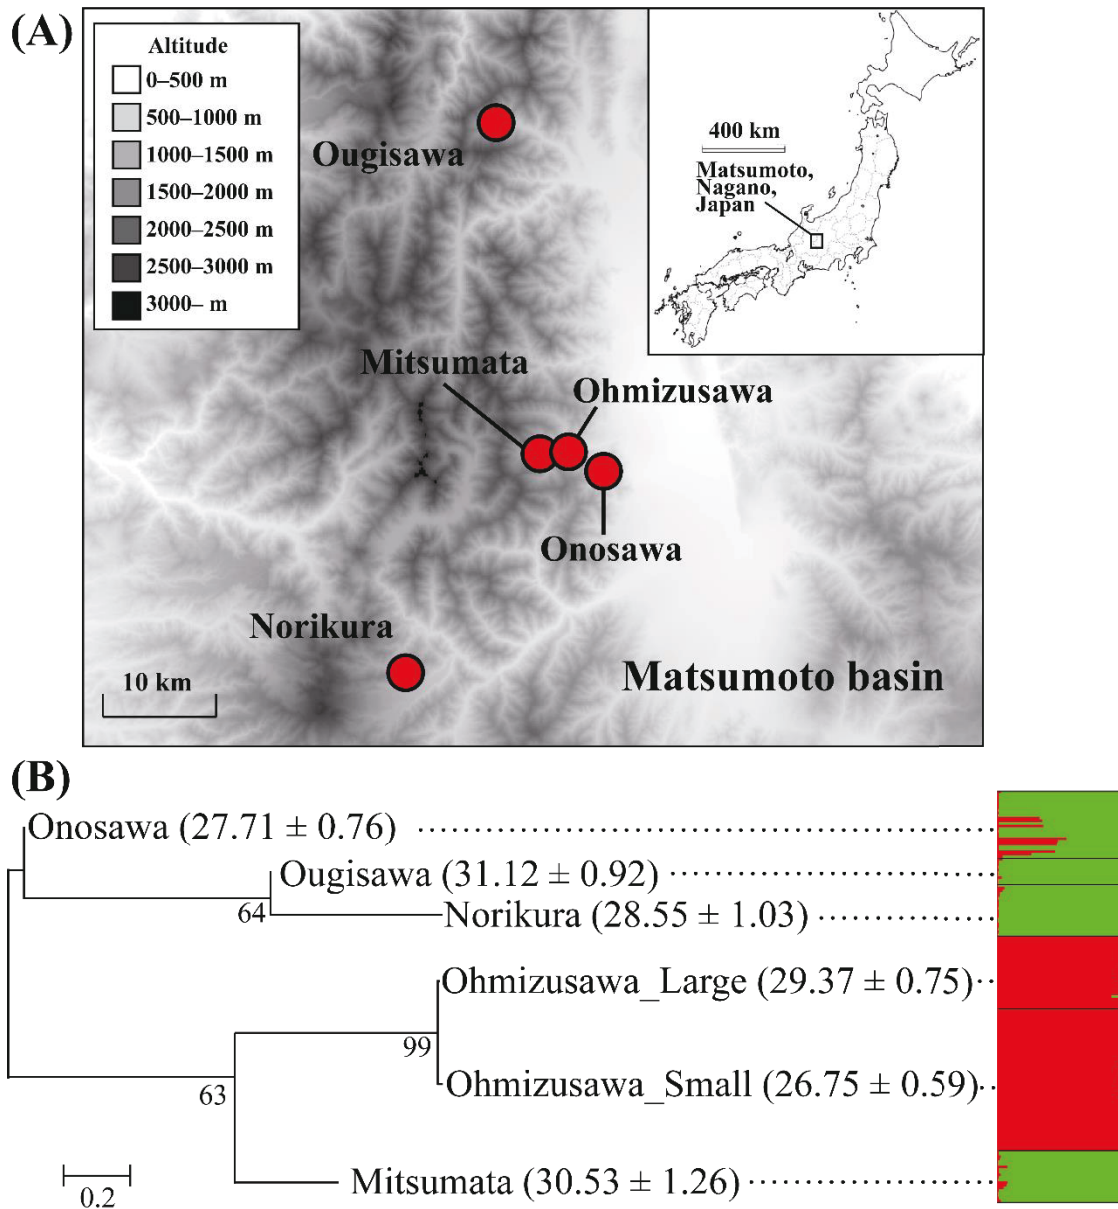 (A)
Altitude
0–500 m
500–1000 m
1000–1500 m
1500–2000 m
2000–2500 m
2500–3000 m
3000– m
Ougisawa
400 km
Matsumoto,
Nagano,
Japan
Mitsumata
Ohmizusawa
Onosawa
Norikura
10 km
Matsumoto basin
(B)
Onosawa (27.71 ± 0.76)
Ougisawa (31.12 ± 0.92)
64
Norikura (28.55 ± 1.03)
Ohmizusawa_Large (29.37 ± 0.75)
99
Ohmizusawa_Small (26.75 ± 0.59)
63
Mitsumata (30.53 ± 1.26)
0.2